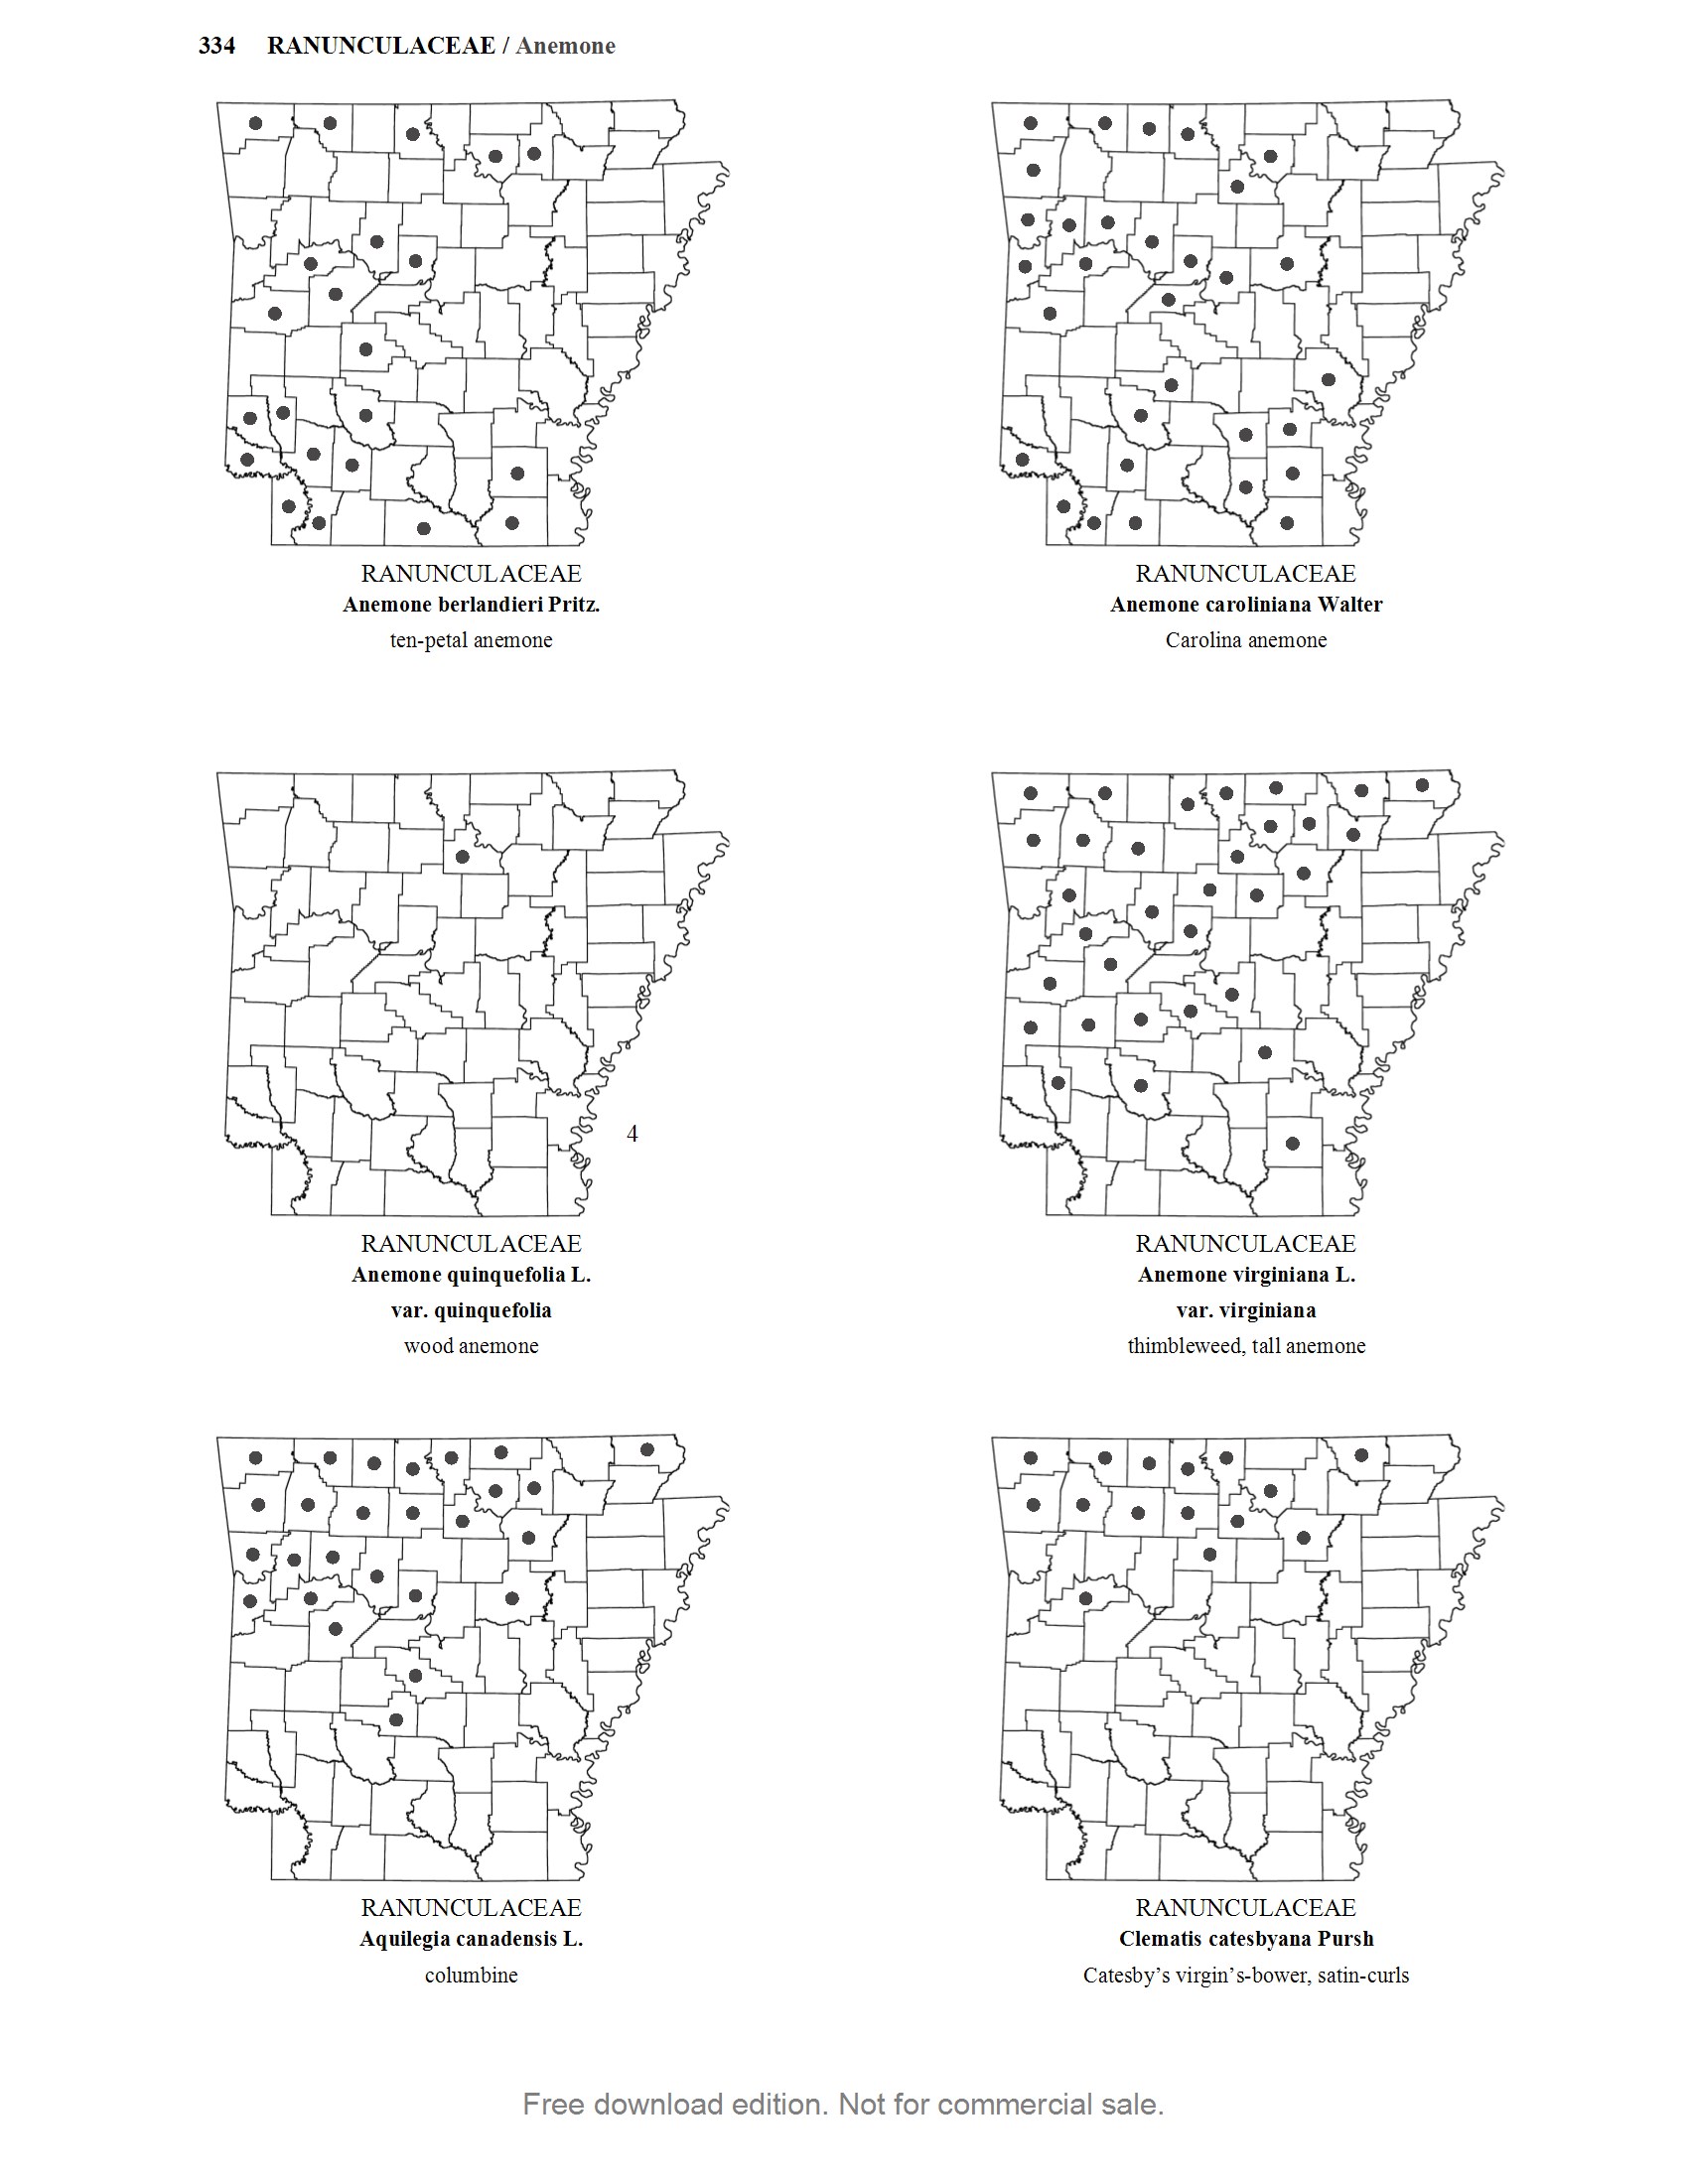 334 RANUNCULACEAE / Anemone
RANUNCULACEAE
Anemone berlandieri Pritz.
ten-petal anemone
RANUNCULACEAE
Anemone caroliniana Walter
Carolina anemone
4
RANUNCULACEAE
Anemone quinquefolia L.
var. quinquefolia
wood anemone
RANUNCULACEAE
Anemone virginiana L.
var. virginiana
thimbleweed, tall anemone
RANUNCULACEAE
Aquilegia canadensis L.
columbine
RANUNCULACEAE
Clematis catesbyana Pursh
Catesby’s virgin’s-bower, satin-curls
Free download edition. Not for commercial sale.